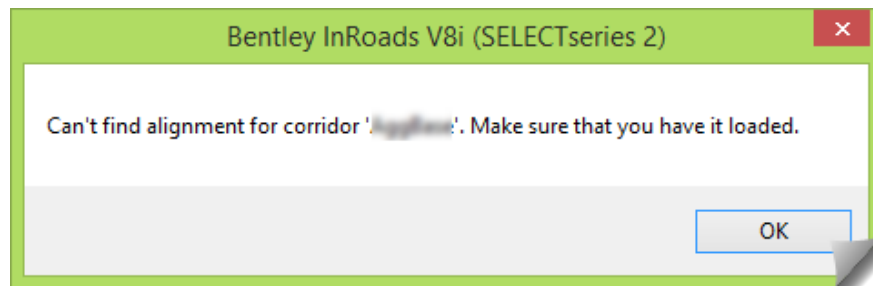 Bentley InRoads V8i (SELECTseries 2)
Can't find alignment for corridor ' '. Make sure that you have it loaded.
OK